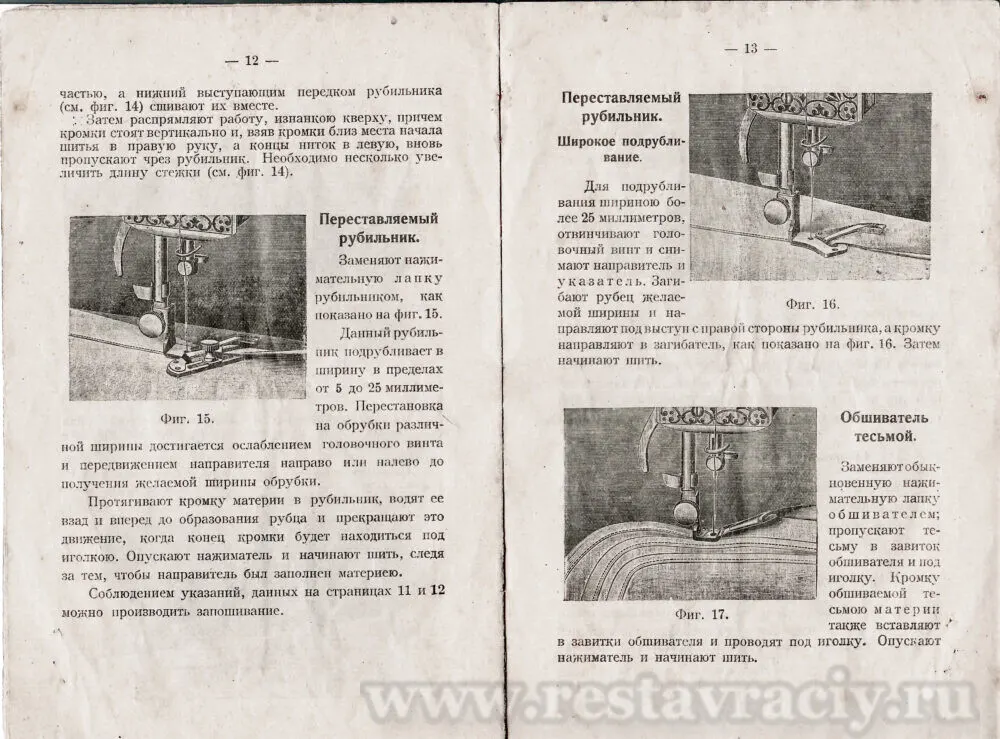 — 12 —
частью, а нижний выступающим передком рубильника
(см. фиг. 14) сшивают их вместе.
Затем распрямляют работу, изнанкою кверху, причем
кромки стоят вертикально и, взяв кромки близ места начала
шитья в правую руку, а концы ниток в левую, вновь
пропускают чрез рубильник. Необходимо несколько уве-
личить длину стежки (см. фиг. 14).
Переставляемый
рубильник.
Заменяют нажи-
мательную лапку
рубильником, как
показано на фиг. 15.
Данный рубиль-
ник подрубливает в
ширину в пределах
от 5 до 25 миллиме-
тров. Перестановка
на обрубки различ-
Фиг. 15.
ной ширины достигается ослаблением головочного винта
и передвижением направителя направо или налево до
получения желаемой ширины обрубки.
Протягивают кромку материи в рубильник, водят ее
взад и вперед до образования рубца и прекращают это
движение, когда конец кромки будет находиться под
иголкою. Опускают нажиматель и начинают шить, следя
за тем, чтобы направитель был заполнен материею.
Соблюдением указаний, данных на страницах 11 и 12
можно производить запошивание.
— 13 —
Переставляемый
рубильник.
Широкое подрубли-
вание.
Для подрубли-
вания шириною бо-
лее 25 миллиметров,
отвинчивают голо-
вочный винт и сни-
мают направитель и
указатель. Заги-
бают рубец желае-
мой ширины и на-
Фиг. 16.
правляют под выступ с правой стороны рубильника, а кромку
направляют в загибатель, как показано на фиг. 16. Затем
начинают шить.
Обшиватель
тесьмой.
Заменяют обык-
новенную нажи-
мательную лапку
обшивателем;
пропускают те-
сьму в завиток
обшивателя и под
иголку. Кромку
обшиваемой те-
сьмою материи
также вставляют
Фиг. 17.
в завитки обшивателя и проводят под иголку. Опускают
нажиматель и начинают шить.
www.restavraciy.ru